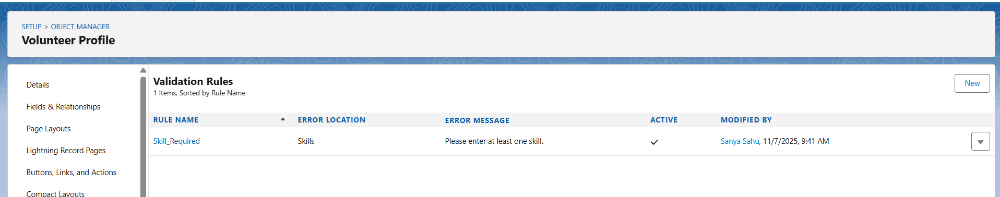 SETUP > OBJECT MANAGER
Volunteer Profile
Details
Fields & Relationships
Page Layouts
Lightning Record Pages
Buttons, Links, and Actions
Compact Layouts
Validation Rules
1 Items, Sorted by Rule Name
New
RULE NAME ERROR LOCATION ERROR MESSAGE ACTIVE MODIFIED BY
Skill_Required Skills Please enter at least one skill. Sanya Sahu, 11/7/2025, 9:41 AM